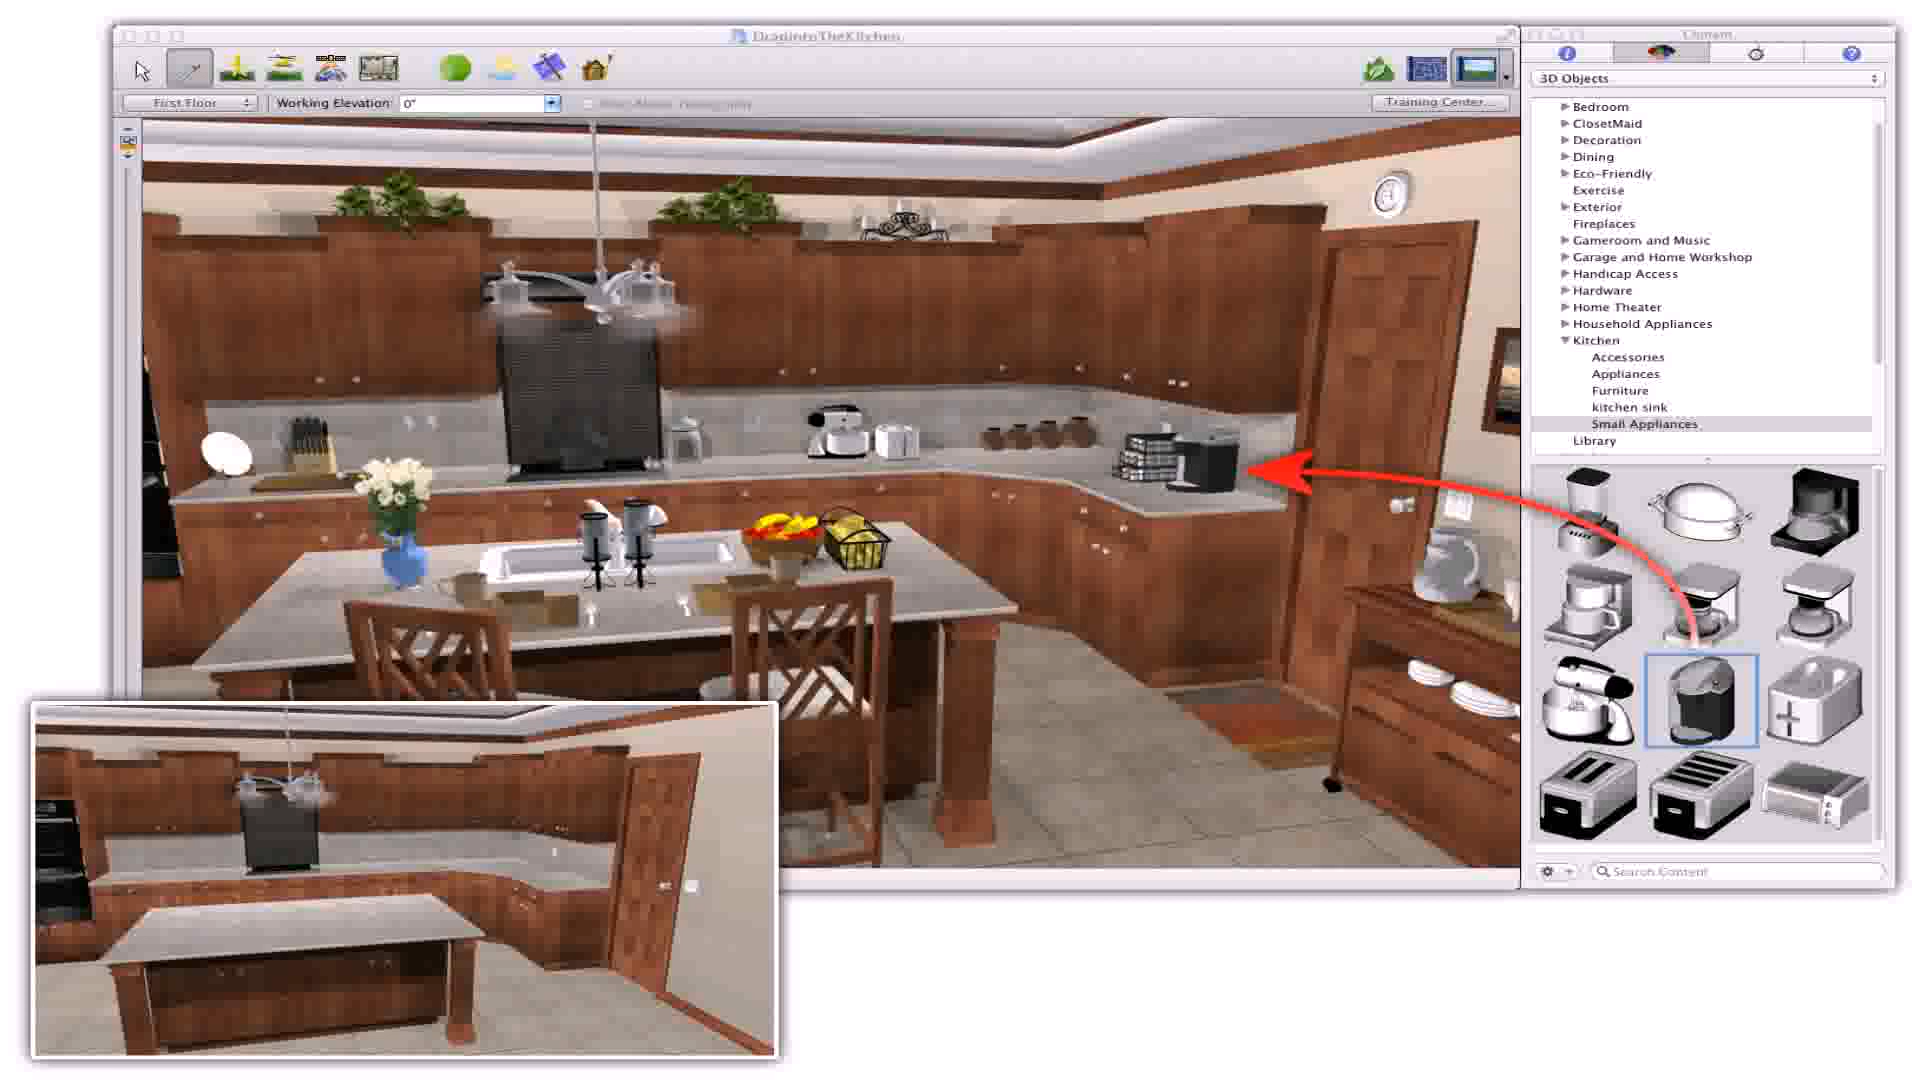 DragintoTheKitchen
Content
First Floor
Working Elevation: 0"
Training Center...
3D Objects
Bedroom
ClosetMaid
Decoration
Dining
Eco-Friendly
Exercise
Exterior
Fireplaces
Gameroom and Music
Garage and Home Workshop
Handicap Access
Hardware
Home Theater
Household Appliances
Kitchen
Accessories
Appliances
Furniture
kitchen sink
Small Appliances
Library
Search Content